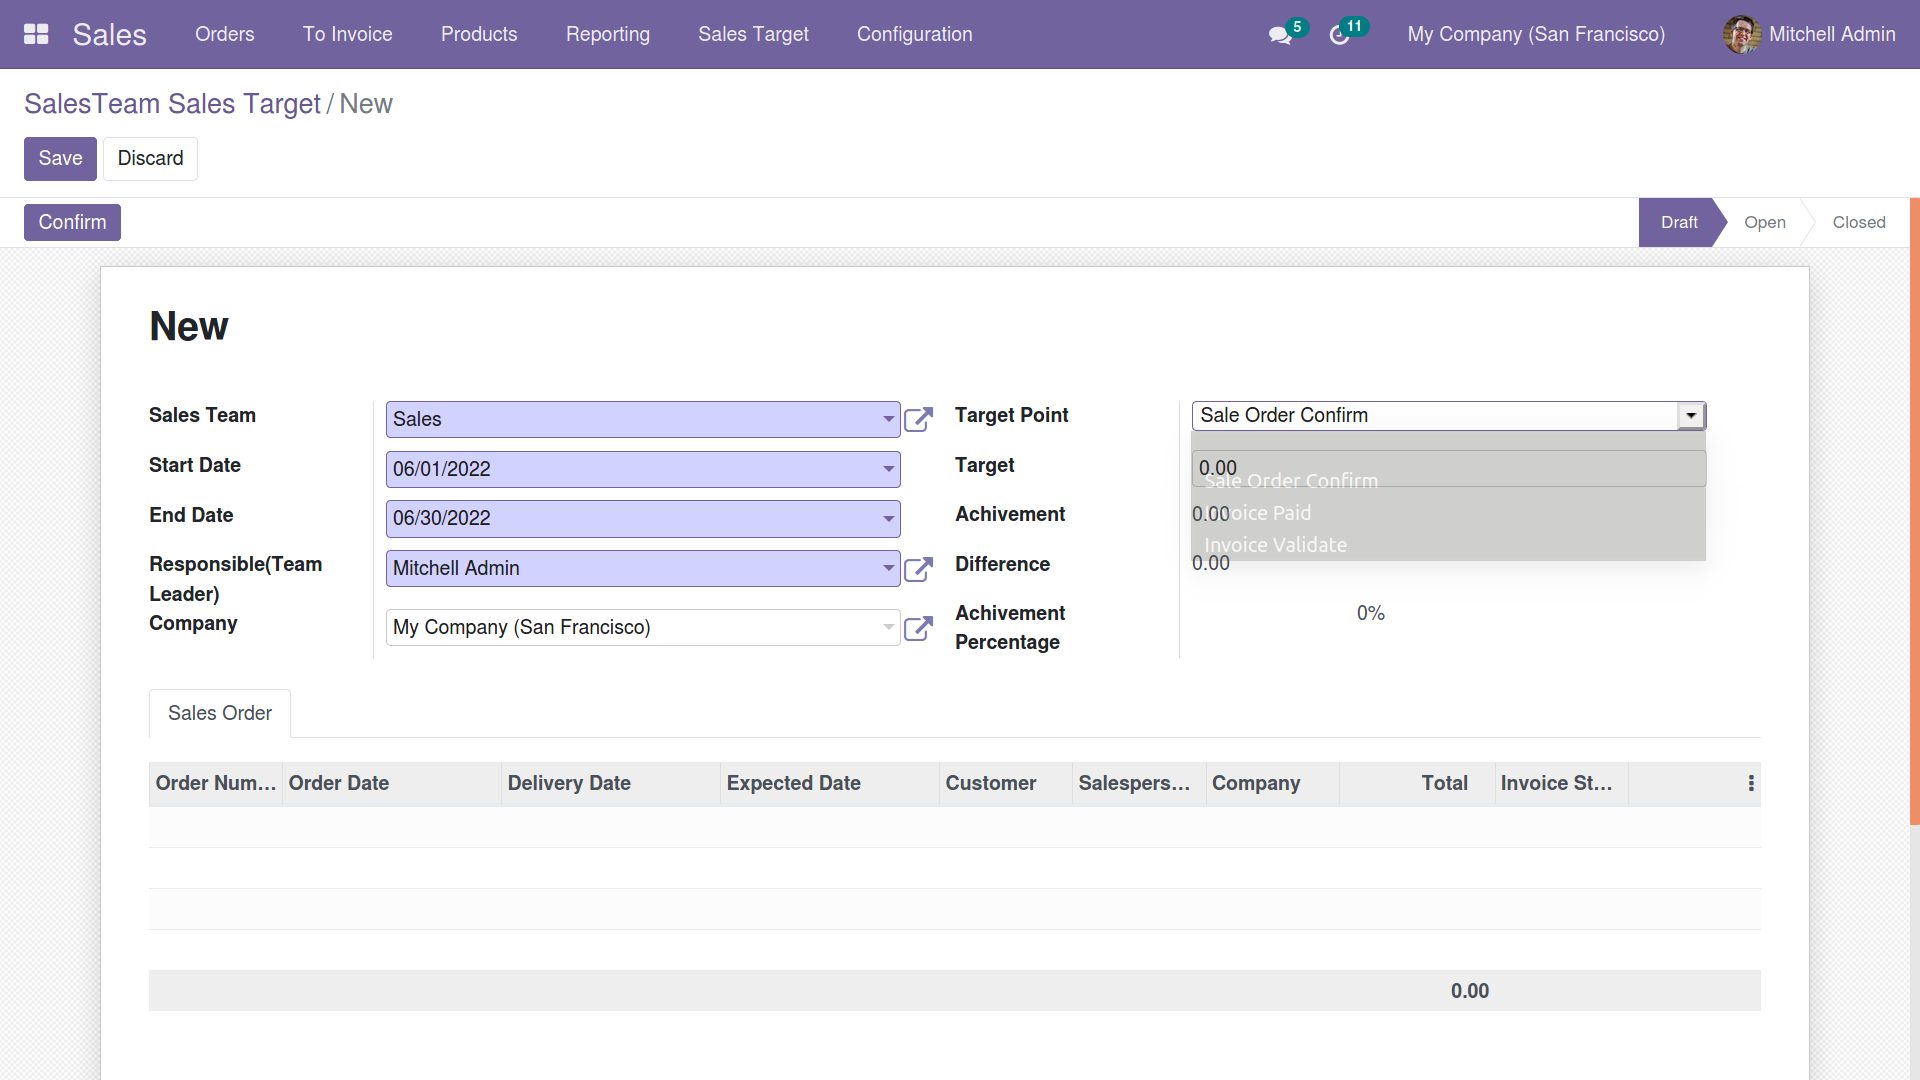 Sales Orders To Invoice Products Reporting Sales Target Configuration 5 11 My Company (San Francisco) Mitchell Admin
SalesTeam Sales Target / New
Save Discard
Confirm Draft Open Closed
New
Sales Team Sales Target Point Sale Order Confirm
Start Date 06/01/2022 Target 0.00
Sale Order Confirm
End Date 06/30/2022 Achivement 0.00
Invoice Paid
Invoice Validate
Responsible(Team Leader) Mitchell Admin Difference 0.00
Company My Company (San Francisco) Achivement Percentage 0%
Sales Order
Order Num... Order Date Delivery Date Expected Date Customer Salespers... Company Total Invoice St...
0.00